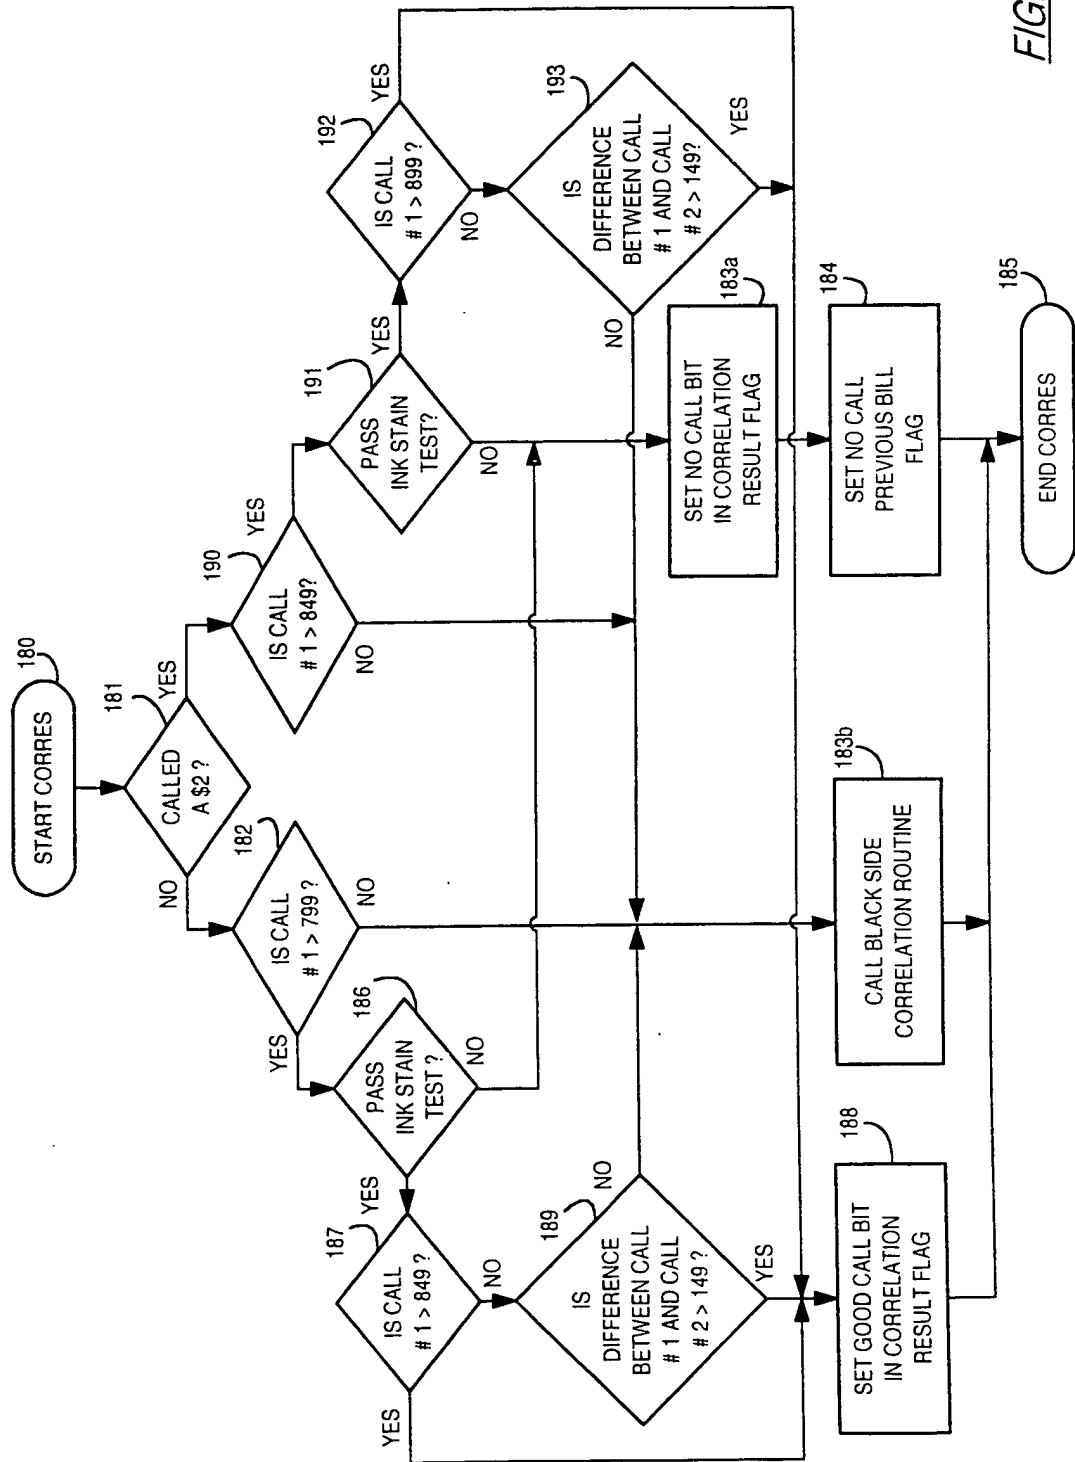 START CORRES
180
CALLED
A $2 ?
181
NO
YES
IS CALL
# 1 > 799 ?
182
YES
NO
IS CALL
# 1 > 849?
190
YES
NO
PASS
INK STAIN
TEST ?
186
YES
NO
PASS
INK STAIN
TEST?
191
YES
NO
IS CALL
# 1 > 849 ?
187
YES
NO
IS CALL
# 1 > 899 ?
192
YES
NO
IS
DIFFERENCE
BETWEEN CALL
# 1 AND CALL
# 2 > 149 ?
189
NO
YES
IS
DIFFERENCE
BETWEEN CALL
# 1 AND CALL
# 2 > 149?
193
NO
YES
SET NO CALL BIT
IN CORRELATION
RESULT FLAG
183a
SET GOOD CALL BIT
IN CORRELATION
RESULT FLAG
188
CALL BLACK SIDE
CORRELATION ROUTINE
183b
SET NO CALL
PREVIOUS BILL
FLAG
184
END CORRES
185